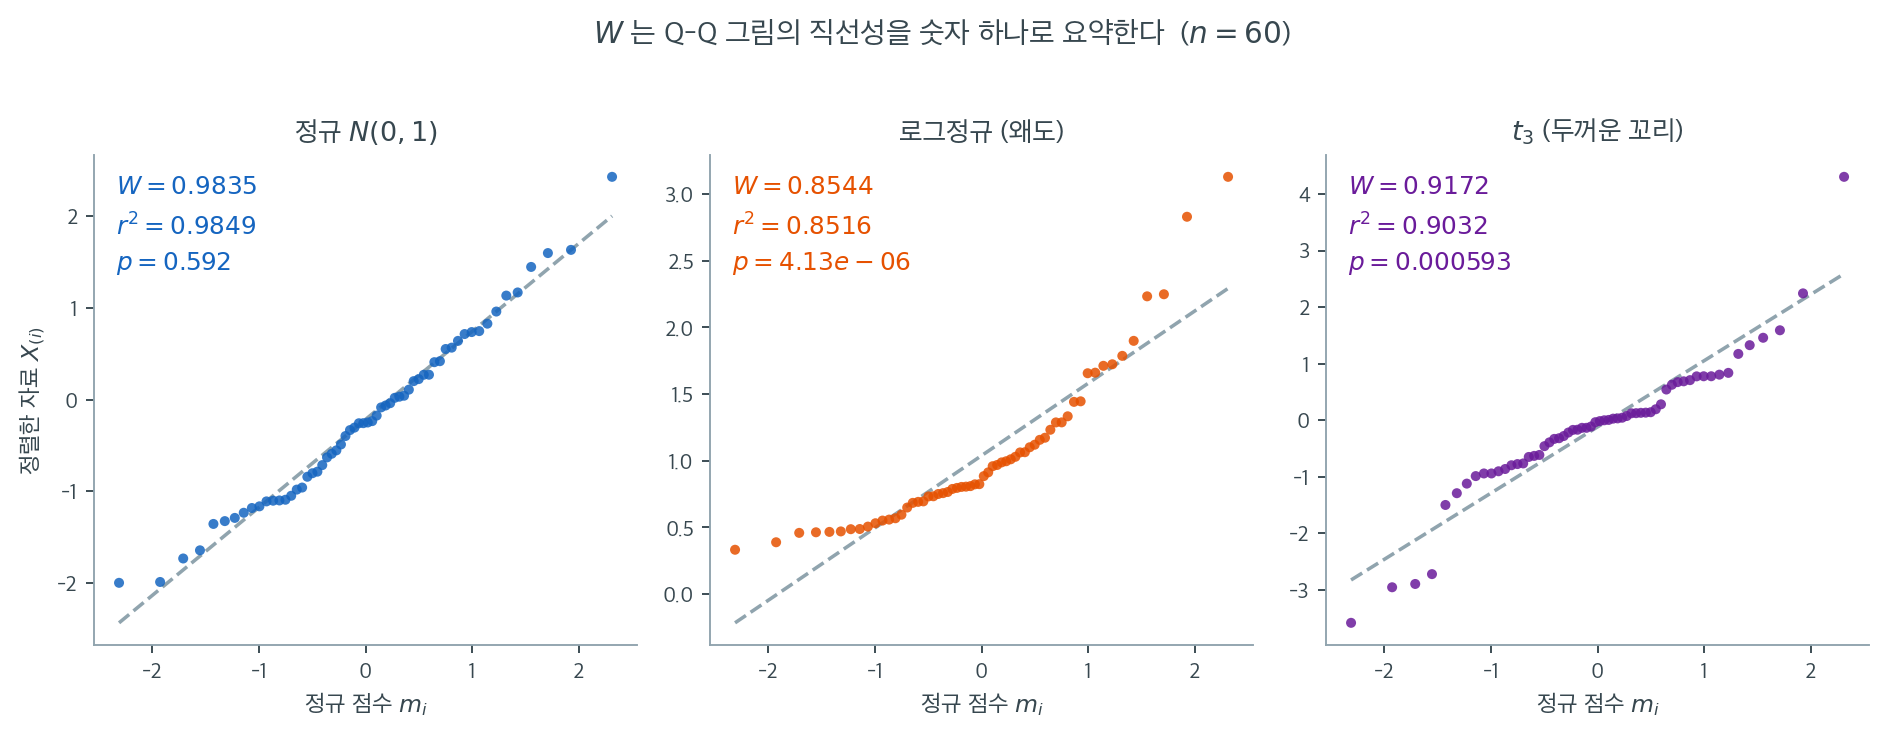 W 는 Q-Q 그림의 직선성을 숫자 하나로 요약한다 (n = 60)
정규 N(0, 1)
W = 0.9835
r² = 0.9849
p = 0.592
2
1
0
-1
-2
정렬한 자료 X₍ᵢ₎
-2 -1 0 1 2
정규 점수 mᵢ
로그정규 (왜도)
W = 0.8544
r² = 0.8516
p = 4.13e − 06
3.0
2.5
2.0
1.5
1.0
0.5
0.0
-2 -1 0 1 2
정규 점수 mᵢ
t₃ (두꺼운 꼬리)
W = 0.9172
r² = 0.9032
p = 0.000593
4
3
2
1
0
-1
-2
-3
-2 -1 0 1 2
정규 점수 mᵢ